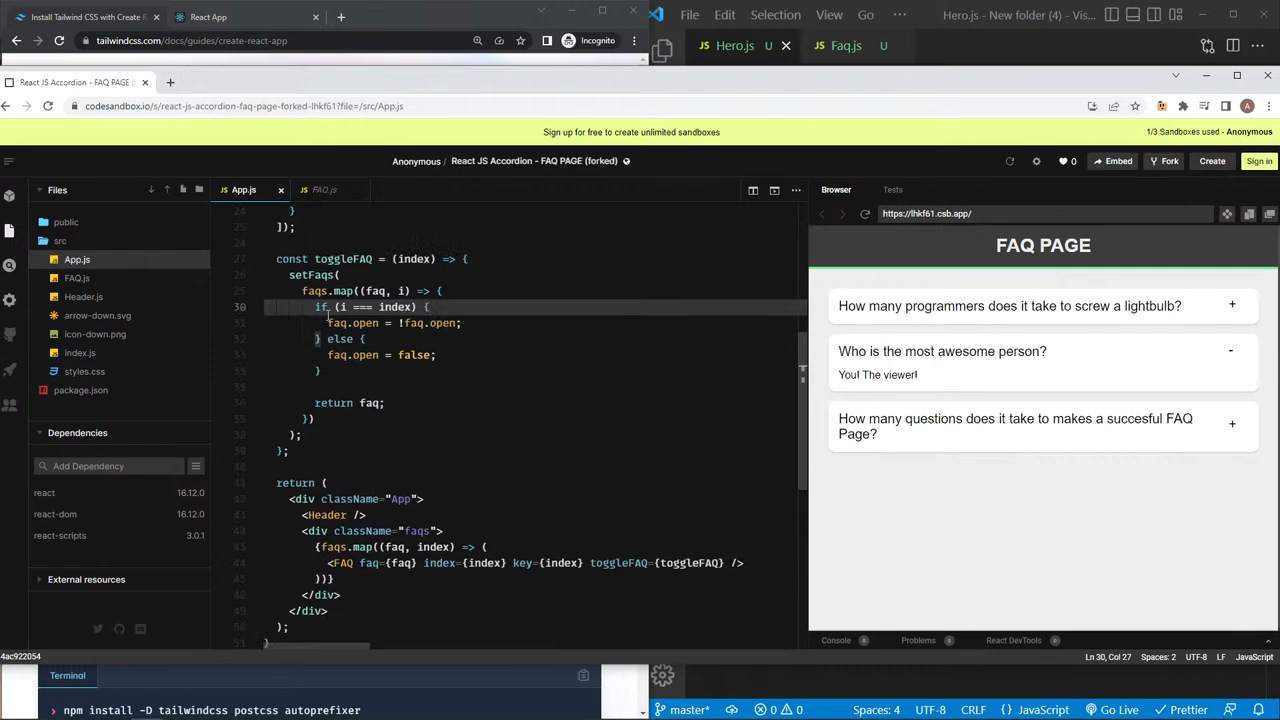 Install Tailwind CSS with Create R
React App
File Edit Selection View Go
Hero.js - New folder (4) - Vis...
tailwindcss.com/docs/guides/create-react-app
Incognito
JS Hero.js U
JS Faq.js U
React JS Accordion - FAQ PAGE (f
codesandbox.io/s/react-js-accordion-faq-page-forked-lhkf61?file=/src/App.js
A
Sign up for free to create unlimited sandboxes
1/3 Sandboxes used - Anonymous
Anonymous / React JS Accordion - FAQ PAGE (forked)
0
Embed
Fork
Create
Sign in
Files
JS App.js
JS FAQ.js
Browser
Tests
https://lhkf61.csb.app/
public
src
App.js
FAQ.js
Header.js
arrow-down.svg
icon-down.png
index.js
styles.css
package.json
Dependencies
Add Dependency
react 16.12.0
react-dom 16.12.0
react-scripts 3.0.1
External resources
}
]);
const toggleFAQ = (index) => {
setFaqs(
faqs.map((faq, i) => {
30 if (i === index) {
faq.open = !faq.open;
} else {
faq.open = false;
}
return faq;
})
);
};
return (
<div className="App">
<Header />
<div className="faqs">
{faqs.map((faq, index) => (
<FAQ faq={faq} index={index} key={index} toggleFAQ={toggleFAQ} />
))}
</div>
</div>
);
}
FAQ PAGE
How many programmers does it take to screw a lightbulb? +
Who is the most awesome person? -
You! The viewer!
How many questions does it take to makes a succesful FAQ +
Page?
Console 0
Problems 0
React DevTools 0
4ac922054
Ln 30, Col 27
Spaces: 2
UTF-8
LF
JavaScript
Terminal
> npm install -D tailwindcss postcss autoprefixer
master*
0 0
Spaces: 4
UTF-8
CRLF
{} JavaScript
Go Live
Prettier